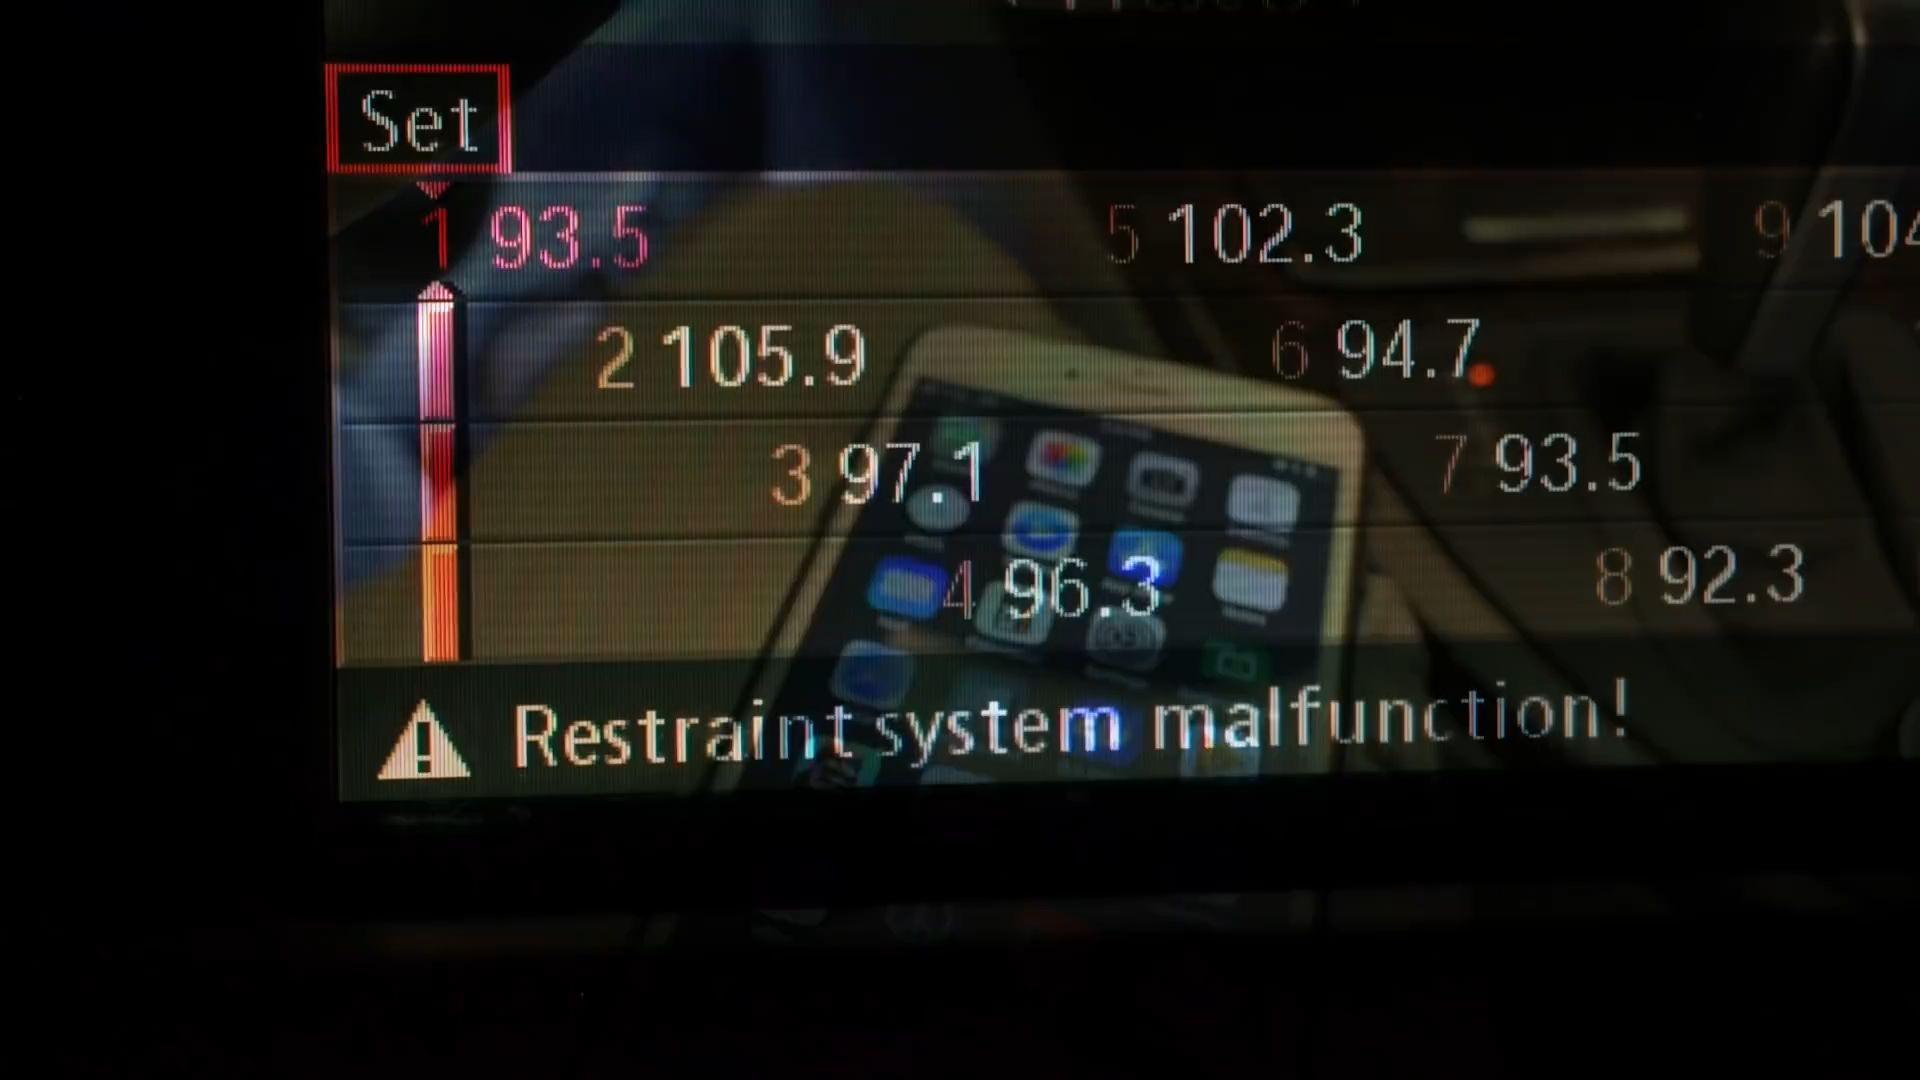 Set
1 93.5 5 102.3 9 104
2 105.9 6 94.7
3 97.1 7 93.5
4 96.3 8 92.3
Restraint system malfunction!